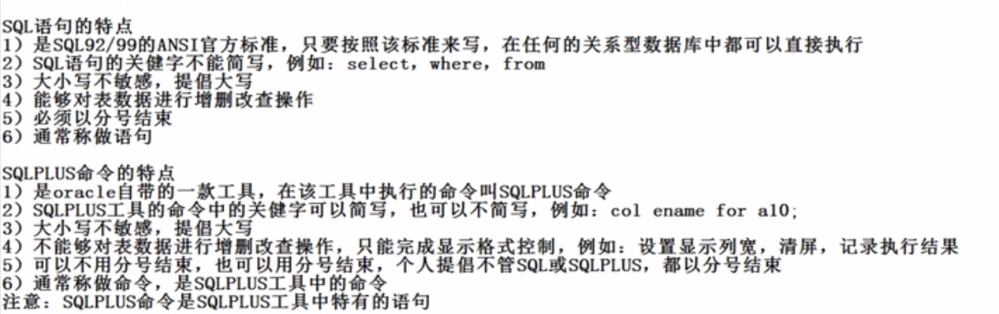 SQL语句的特点
1）是SQL92/99的ANSI官方标准，只要按照该标准来写，在任何的关系型数据库中都可以直接执行
2）SQL语句的关健字不能简写，例如：select，where，from
3）大小写不敏感，提倡大写
4）能够对表数据进行增删改查操作
5）必须以分号结束
6）通常称做语句
SQLPLUS命令的特点
1）是oracle自带的一款工具，在该工具中执行的命令叫SQLPLUS命令
2）SQLPLUS工具的命令中的关健字可以简写，也可以不简写，例如：col ename for a10;
3）大小写不敏感，提倡大写
4）不能够对表数据进行增删改查操作，只能完成显示格式控制，例如：设置显示列宽，清屏，记录执行结果
5）可以不用分号结束，也可以用分号结束，个人提倡不管SQL或SQLPLUS，都以分号结束
6）通常称做命令，是SQLPLUS工具中的命令
注意：SQLPLUS命令是SQLPLUS工具中特有的语句